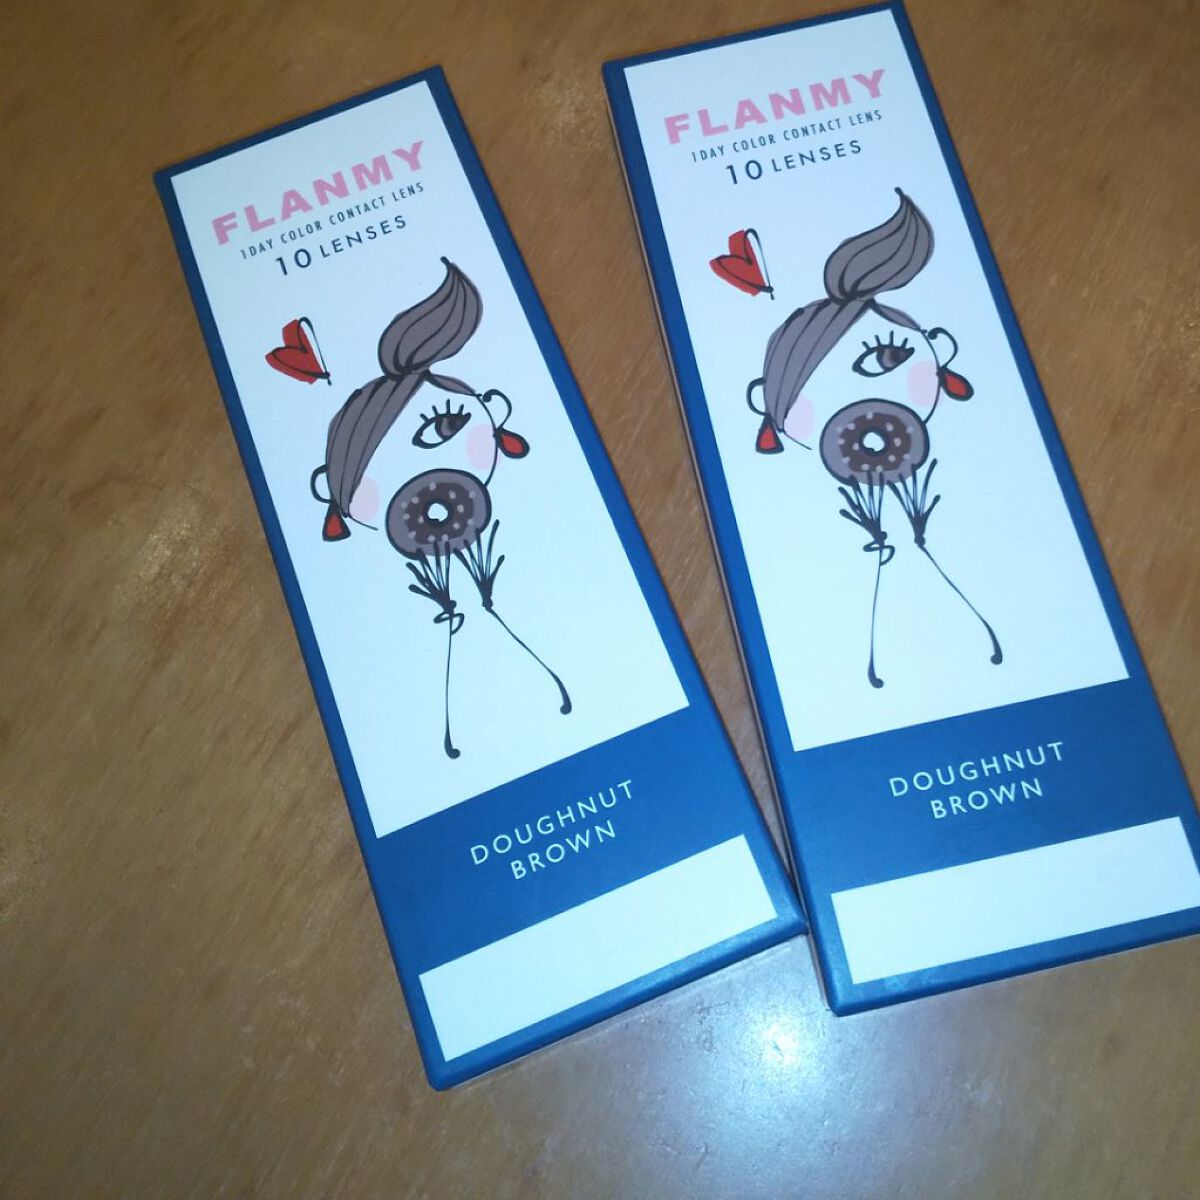 FLANMY
1DAY COLOR CONTACT LENS
10 LENSES
DOUGHNUT
BROWN
FLANMY
1DAY COLOR CONTACT LENS
10 LENSES
DOUGHNUT
BROWN